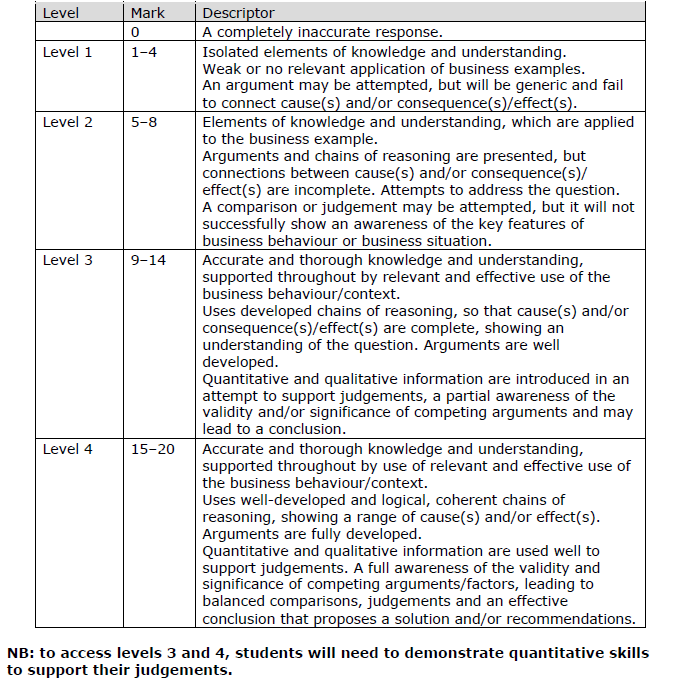 Level Mark Descriptor
0 A completely inaccurate response.
Level 1 1–4 Isolated elements of knowledge and understanding.
Weak or no relevant application of business examples.
An argument may be attempted, but will be generic and fail
to connect cause(s) and/or consequence(s)/effect(s).
Level 2 5–8 Elements of knowledge and understanding, which are applied
to the business example.
Arguments and chains of reasoning are presented, but
connections between cause(s) and/or consequence(s)/
effect(s) are incomplete. Attempts to address the question.
A comparison or judgement may be attempted, but it will not
successfully show an awareness of the key features of
business behaviour or business situation.
Level 3 9–14 Accurate and thorough knowledge and understanding,
supported throughout by relevant and effective use of the
business behaviour/context.
Uses developed chains of reasoning, so that cause(s) and/or
consequence(s)/effect(s) are complete, showing an
understanding of the question. Arguments are well
developed.
Quantitative and qualitative information are introduced in an
attempt to support judgements, a partial awareness of the
validity and/or significance of competing arguments and may
lead to a conclusion.
Level 4 15–20 Accurate and thorough knowledge and understanding,
supported throughout by use of relevant and effective use of
the business behaviour/context.
Uses well-developed and logical, coherent chains of
reasoning, showing a range of cause(s) and/or effect(s).
Arguments are fully developed.
Quantitative and qualitative information are used well to
support judgements. A full awareness of the validity and
significance of competing arguments/factors, leading to
balanced comparisons, judgements and an effective
conclusion that proposes a solution and/or recommendations.
NB: to access levels 3 and 4, students will need to demonstrate quantitative skills
to support their judgements.